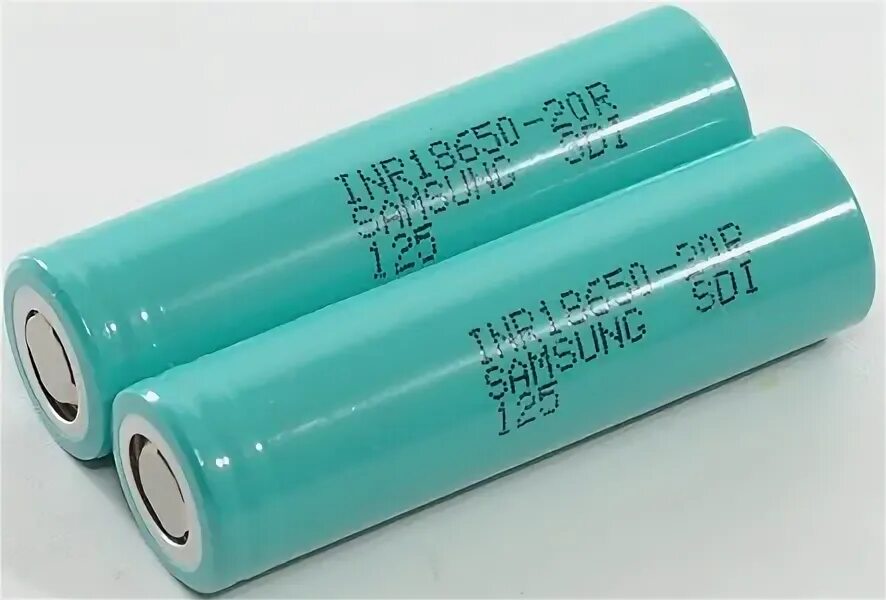 INR18650-20R
SAMSUNG SDI
125
INR18650-20R
SAMSUNG SDI
125